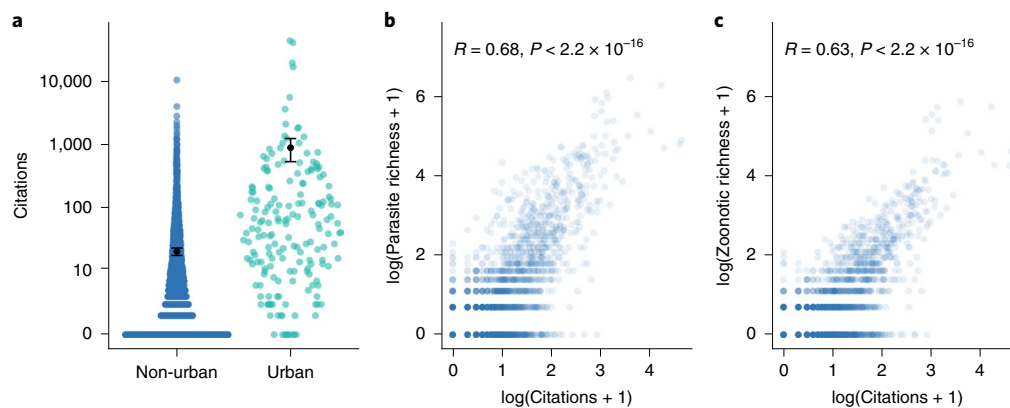 a
Citations
10,000
1,000
100
10
0
Non-urban
Urban
b
R = 0.68, P < 2.2 × 10⁻¹⁶
log(Parasite richness + 1)
6
4
2
0
0 1 2 3 4
log(Citations + 1)
c
R = 0.63, P < 2.2 × 10⁻¹⁶
log(Zoonotic richness + 1)
6
4
2
0
0 1 2 3 4
log(Citations + 1)